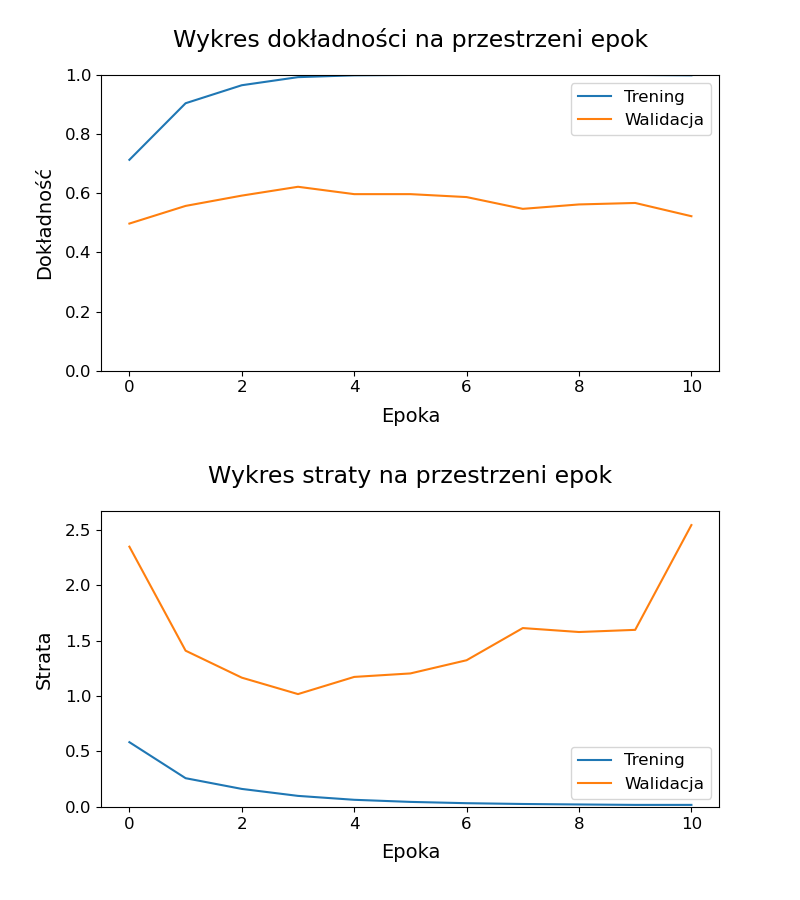 Wykres dokładności na przestrzeni epok
1.0
0.8
0.6
0.4
0.2
0.0
Dokładność
Trening
Walidacja
0 2 4 6 8 10
Epoka
Wykres straty na przestrzeni epok
2.5
2.0
1.5
1.0
0.5
0.0
Strata
Trening
Walidacja
0 2 4 6 8 10
Epoka